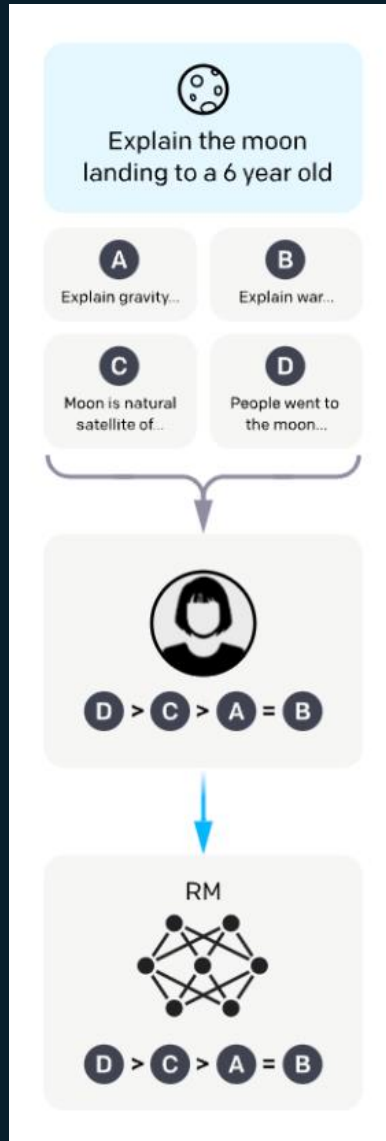 Explain the moon
landing to a 6 year old
A
B
Explain gravity...
Explain war...
C
D
Moon is natural
satellite of...
People went to
the moon...
D > C > A = B
RM
D > C > A = B